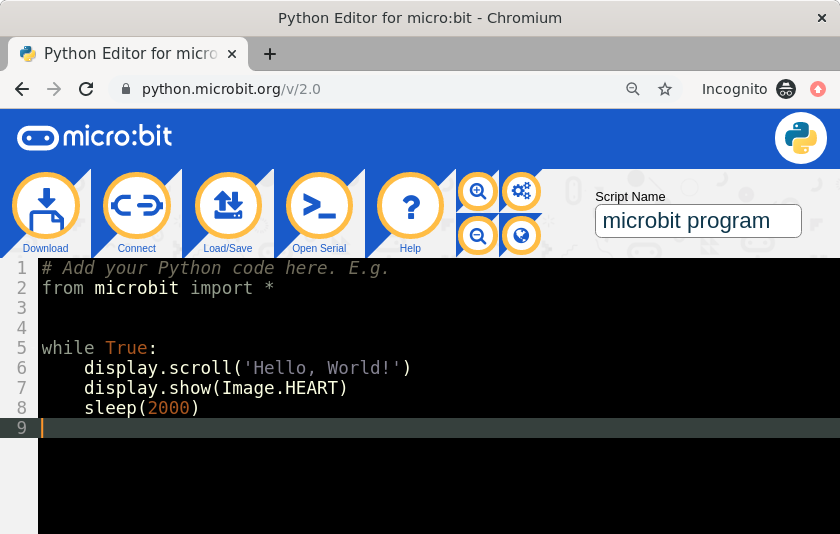 Python Editor for micro:bit - Chromium
Python Editor for micro
python.microbit.org/v/2.0
Incognito
micro:bit
Download
Connect
Load/Save
>_
Open Serial
?
Help
Script Name
microbit program
1 # Add your Python code here. E.g.
2 from microbit import *
3
4
5 while True:
6     display.scroll('Hello, World!')
7     display.show(Image.HEART)
8     sleep(2000)
9